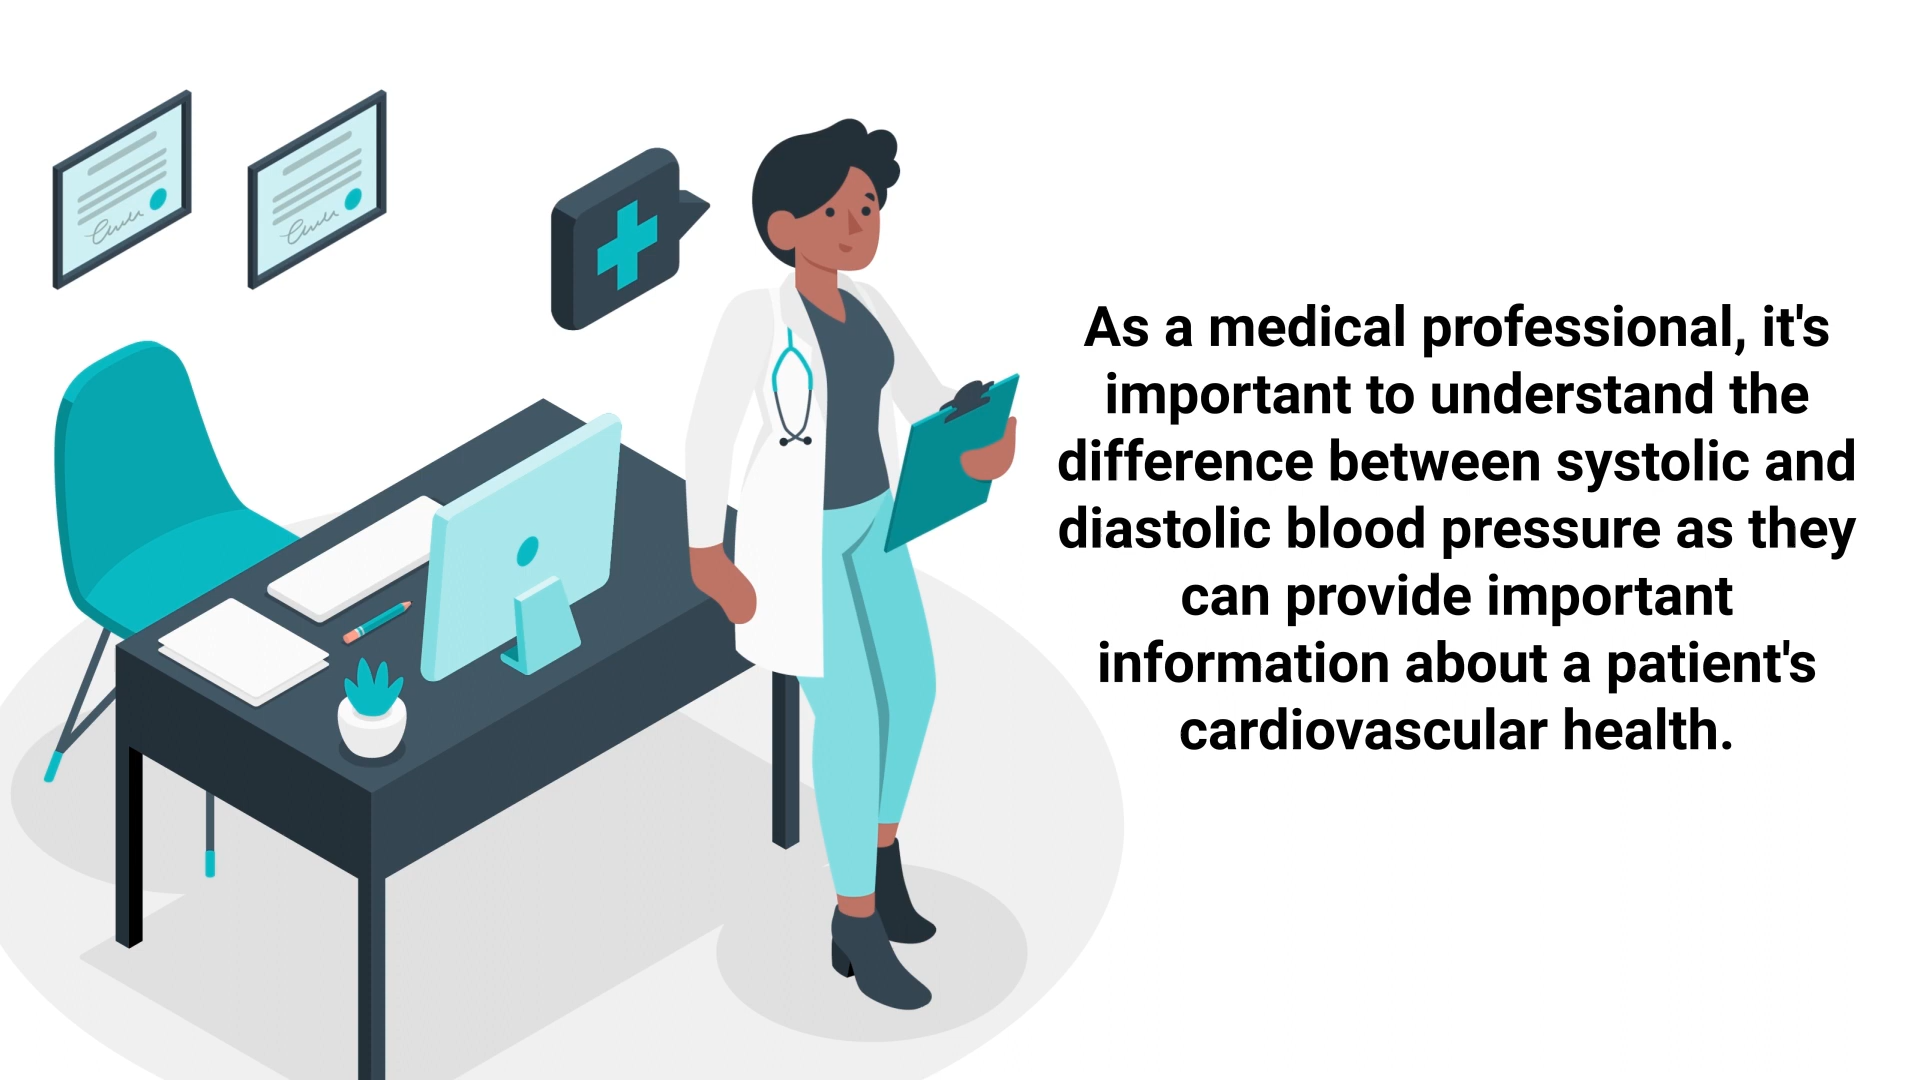 As a medical professional, it's
important to understand the
difference between systolic and
diastolic blood pressure as they
can provide important
information about a patient's
cardiovascular health.